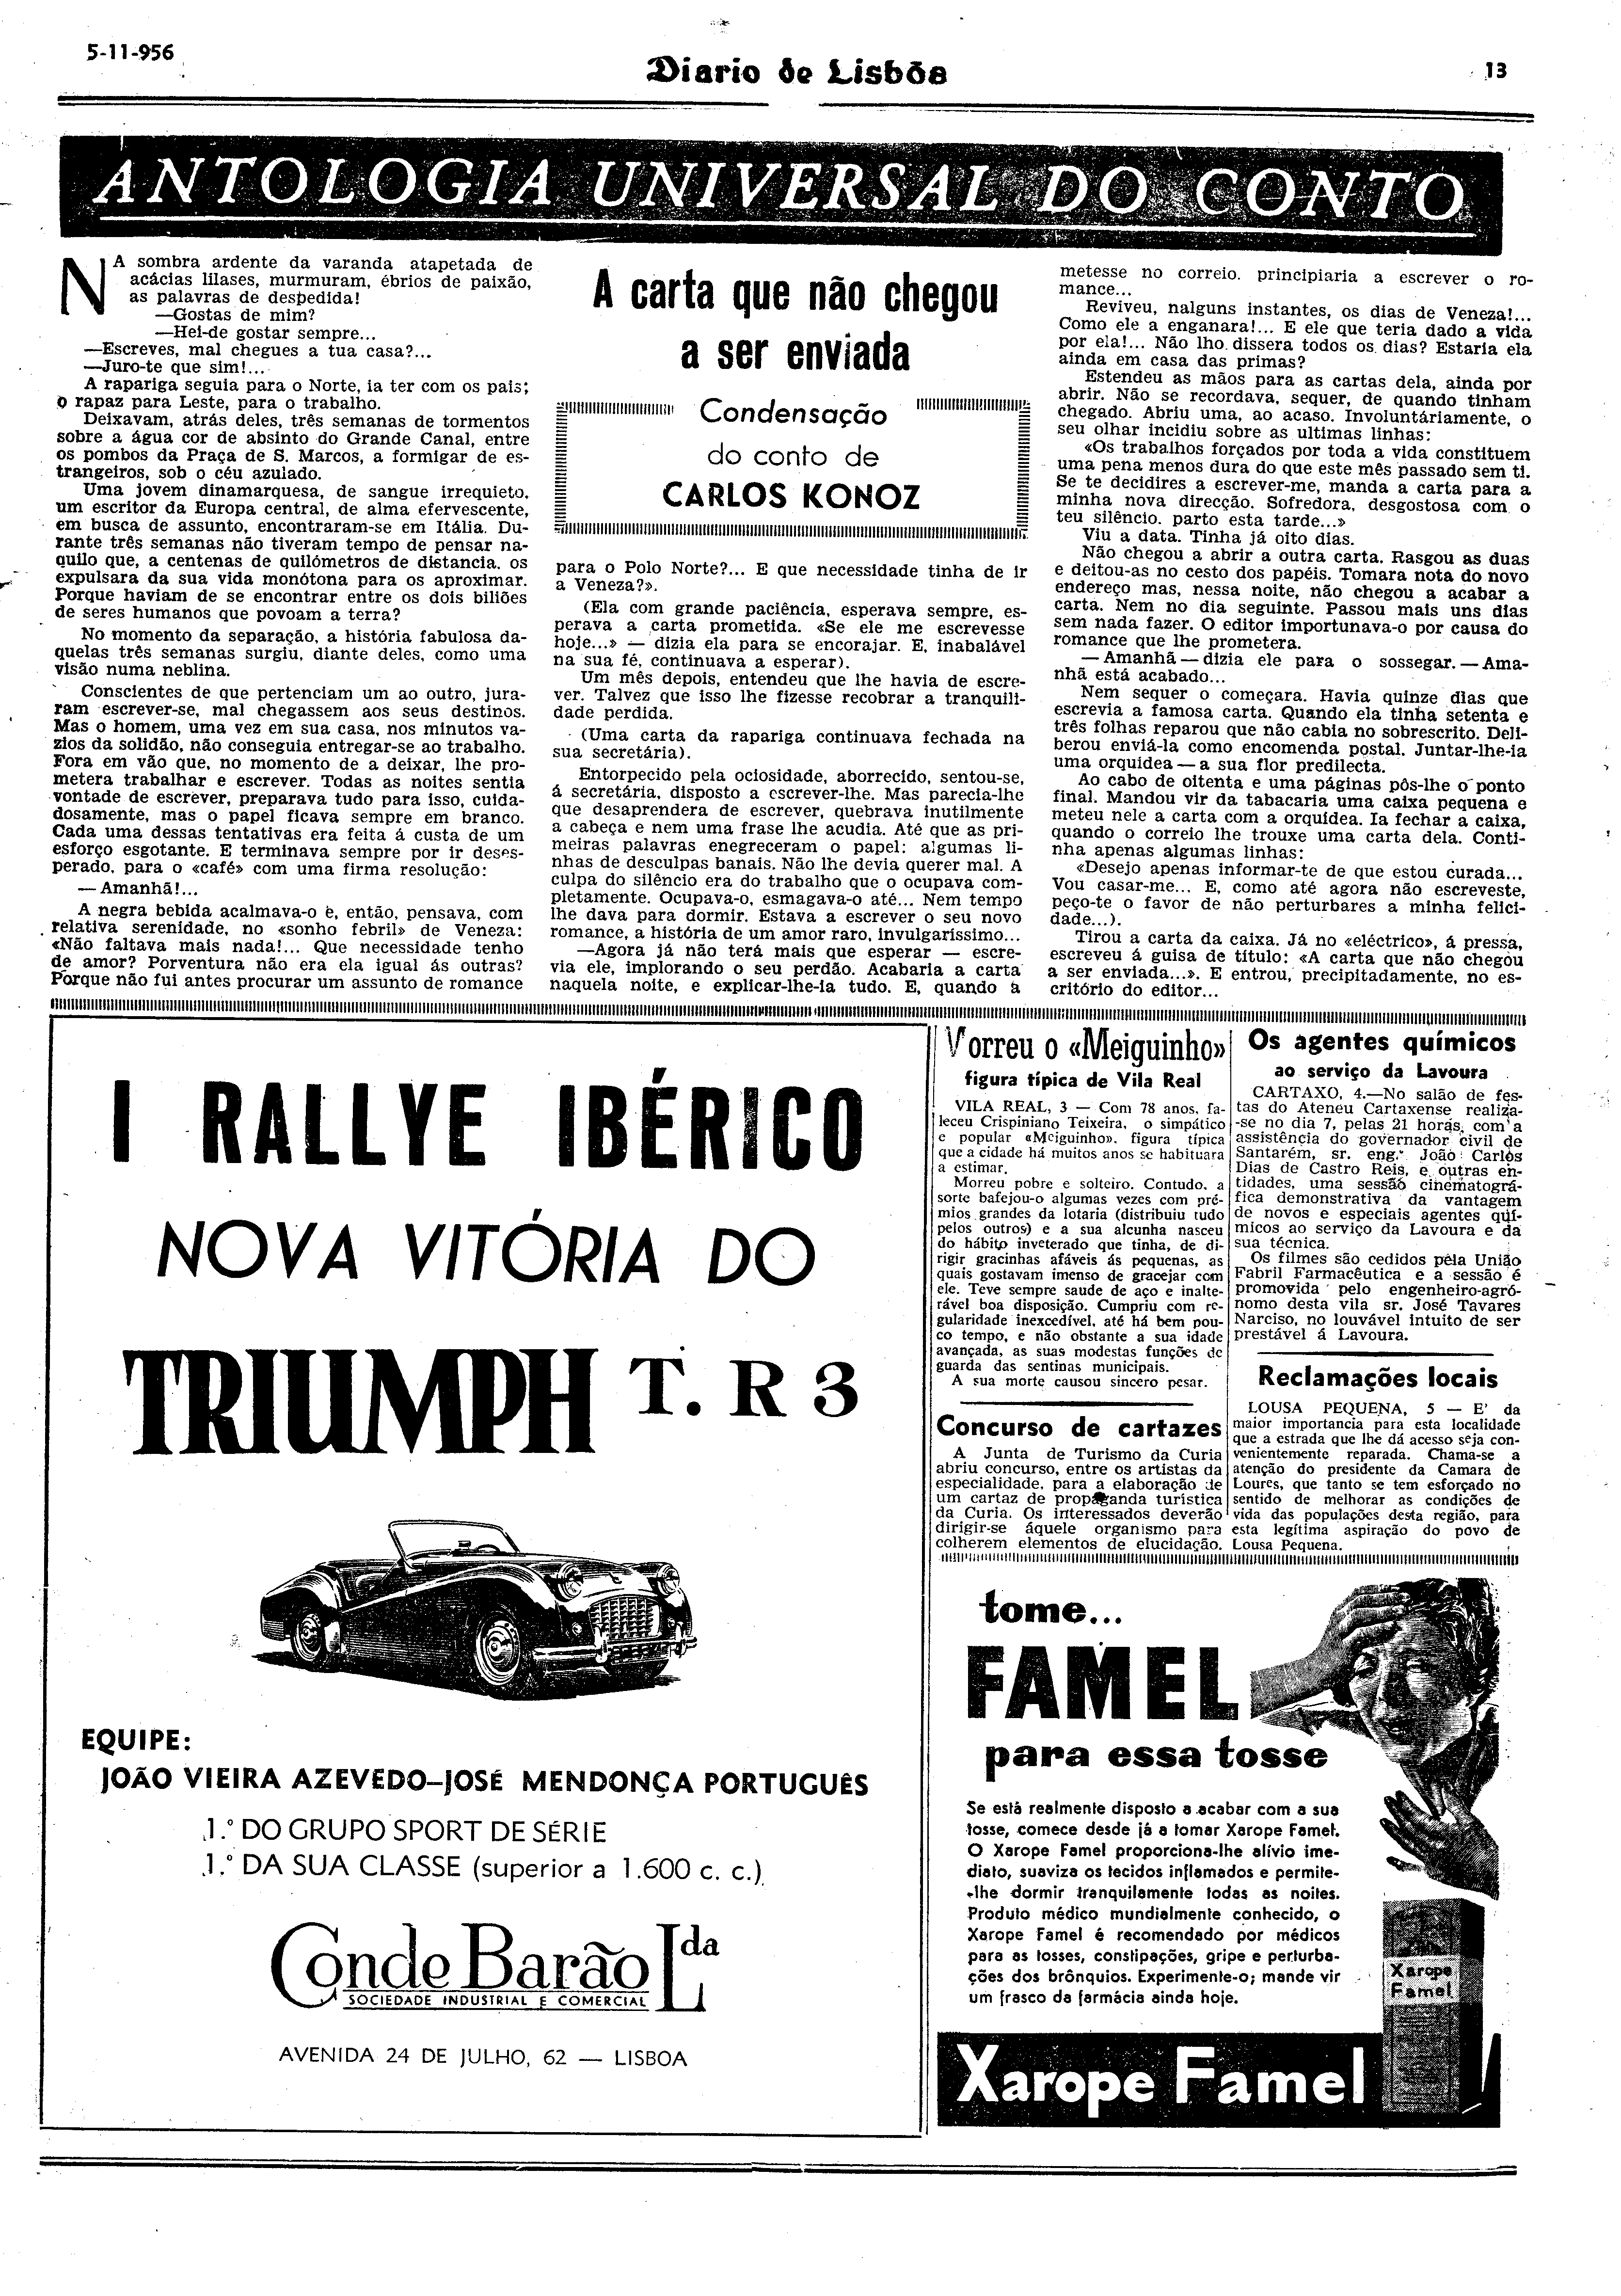 5-11-956
Diario de Lisbôa
13
ANTOLOGIA UNIVERSAL DO CONTO
NA sombra ardente da varanda atapetada de
acácias lilases, murmuram, ébrios de paixão,
as palavras de despedida!
—Gostas de mim?
—Hei-de gostar sempre...
—Escreves, mal chegues a tua casa?...
—Juro-te que sim!...
A rapariga seguia para o Norte, ia ter com os pais;
o rapaz para Leste, para o trabalho.
Deixavam, atrás deles, três semanas de tormentos
sobre a água cor de absinto do Grande Canal, entre
os pombos da Praça de S. Marcos, a formigar de es-
trangeiros, sob o céu azulado.
Uma jovem dinamarquesa, de sangue irrequieto,
um escritor da Europa central, de alma efervescente,
em busca de assunto, encontraram-se em Itália. Du-
rante três semanas não tiveram tempo de pensar na-
quilo que, a centenas de quilómetros de distancia, os
expulsara da sua vida monótona para os aproximar.
Porque haviam de se encontrar entre os dois biliões
de seres humanos que povoam a terra?
No momento da separação, a história fabulosa da-
quelas três semanas surgiu, diante deles, como uma
visão numa neblina.
Conscientes de que pertenciam um ao outro, jura-
ram escrever-se, mal chegassem aos seus destinos.
Mas o homem, uma vez em sua casa, nos minutos va-
zios da solidão, não conseguia entregar-se ao trabalho.
Fora em vão que, no momento de a deixar, lhe pro-
metera trabalhar e escrever. Todas as noites sentia
vontade de escrever, preparava tudo para isso, cuida-
dosamente, mas o papel ficava sempre em branco.
Cada uma dessas tentativas era feita á custa de um
esforço esgotante. E terminava sempre por ir deses-
perado, para o «café» com uma firma resolução:
— Amanhã!...
A negra bebida acalmava-o e, então, pensava, com
relativa serenidade, no «sonho febril» de Veneza:
«Não faltava mais nada!... Que necessidade tenho
de amor? Porventura não era ela igual ás outras?
Porque não fui antes procurar um assunto de romance
A carta que não chegou
a ser enviada
Condensação
do conto de
CARLOS KONOZ
para o Polo Norte?... E que necessidade tinha de ir
a Veneza?».
(Ela com grande paciência, esperava sempre, es-
perava a carta prometida. «Se ele me escrevesse
hoje...» — dizia ela para se encorajar. E, inabalável
na sua fé, continuava a esperar).
Um mês depois, entendeu que lhe havia de escre-
ver. Talvez que isso lhe fizesse recobrar a tranquili-
dade perdida.
(Uma carta da rapariga continuava fechada na
sua secretária).
Entorpecido pela ociosidade, aborrecido, sentou-se,
á secretária, disposto a escrever-lhe. Mas parecia-lhe
que desaprendera de escrever, quebrava inutilmente
a cabeça e nem uma frase lhe acudia. Até que as pri-
meiras palavras enegreceram o papel: algumas li-
nhas de desculpas banais. Não lhe devia querer mal. A
culpa do silêncio era do trabalho que o ocupava com-
pletamente. Ocupava-o, esmagava-o até... Nem tempo
lhe dava para dormir. Estava a escrever o seu novo
romance, a história de um amor raro, invulgaríssimo...
—Agora já não terá mais que esperar — escre-
via ele, implorando o seu perdão. Acabaria a carta
naquela noite, e explicar-lhe-ia tudo. E, quando a
metesse no correio, principiaria a escrever o ro-
mance...
Reviveu, nalguns instantes, os dias de Veneza!...
Como ele a enganara!... E ele que teria dado a vida
por ela!... Não lho dissera todos os dias? Estaria ela
ainda em casa das primas?
Estendeu as mãos para as cartas dela, ainda por
abrir. Não se recordava, sequer, de quando tinham
chegado. Abriu uma, ao acaso. Involuntáriamente, o
seu olhar incidiu sobre as ultimas linhas:
«Os trabalhos forçados por toda a vida constituem
uma pena menos dura do que este mês passado sem ti.
Se te decidires a escrever-me, manda a carta para a
minha nova direcção. Sofredora, desgostosa com o
teu silêncio, parto esta tarde...»
Viu a data. Tinha já oito dias.
Não chegou a abrir a outra carta. Rasgou as duas
e deitou-as no cesto dos papéis. Tomara nota do novo
endereço mas, nessa noite, não chegou a acabar a
carta. Nem no dia seguinte. Passou mais uns dias
sem nada fazer. O editor importunava-o por causa do
romance que lhe prometera.
— Amanhã — dizia ele para o sossegar. — Ama-
nhã está acabado...
Nem sequer o começara. Havia quinze dias que
escrevia a famosa carta. Quando ela tinha setenta e
três folhas reparou que não cabia no sobrescrito. Deli-
berou enviá-la como encomenda postal. Juntar-lhe-ia
uma orquídea — a sua flor predilecta.
Ao cabo de oitenta e uma páginas pôs-lhe o ponto
final. Mandou vir da tabacaria uma caixa pequena e
meteu nele a carta com a orquídea. Ia fechar a caixa,
quando o correio lhe trouxe uma carta dela. Conti-
nha apenas algumas linhas:
«Desejo apenas informar-te de que estou curada...
Vou casar-me... E, como até agora não escreveste,
peço-te o favor de não perturbares a minha felici-
dade...).
Tirou a carta da caixa. Já no «eléctrico», á pressa,
escreveu á guisa de título: «A carta que não chegou
a ser enviada...». E entrou, precipitadamente, no es-
critório do editor...
I RALLYE IBÉRICO
NOVA VITÓRIA DO
TRIUMPH T. R 3
EQUIPE:
JOÃO VIEIRA AZEVEDO—JOSÉ MENDONÇA PORTUGUÊS
1.º DO GRUPO SPORT DE SÉRIE
1.º DA SUA CLASSE (superior a 1.600 c. c.)
Conde Barão Lda
SOCIEDADE INDUSTRIAL E COMERCIAL
AVENIDA 24 DE JULHO, 62 — LISBOA
Morreu o «Meiguinho»
figura típica de Vila Real
VILA REAL, 3 — Com 78 anos, fa-
leceu Crispiniano Teixeira, o simpático
e popular «Meiguinho», figura típica
que a cidade há muitos anos se habituara
a estimar.
Morreu pobre e solteiro. Contudo, a
sorte bafejou-o algumas vezes com pré-
mios grandes da lotaria (distribuiu tudo
pelos outros) e a sua alcunha nasceu
do hábito inveterado que tinha, de di-
rigir gracinhas afáveis ás pequenas, as
quais gostavam imenso de gracejar com
ele. Teve sempre saude de aço e inalte-
rável boa disposição. Cumpriu com re-
gularidade inexcedível, até há bem pou-
co tempo, e não obstante a sua idade
avançada, as suas modestas funções de
guarda das sentinas municipais.
A sua morte causou sincero pesar.
Concurso de cartazes
A Junta de Turismo da Curia
abriu concurso, entre os artistas da
especialidade, para a elaboração de
um cartaz de propaganda turística
da Curia. Os interessados deverão
dirigir-se áquele organismo para
colherem elementos de elucidação.
Os agentes químicos
ao serviço da Lavoura
CARTAXO, 4.—No salão de fes-
tas do Ateneu Cartaxense realiza-
-se no dia 7, pelas 21 horas, com a
assistência do governador civil de
Santarém, sr. eng.º João Carlos
Dias de Castro Reis, e outras en-
tidades, uma sessão cinematográ-
fica demonstrativa da vantagem
de novos e especiais agentes quí-
micos ao serviço da Lavoura e da
sua técnica.
Os filmes são cedidos pela União
Fabril Farmacêutica e a sessão é
promovida pelo engenheiro-agró-
nomo desta vila sr. José Tavares
Narciso, no louvável intuito de ser
prestável á Lavoura.
Reclamações locais
LOUSA PEQUENA, 5 — E' da
maior importancia para esta localidade
que a estrada que lhe dá acesso seja con-
venientemente reparada. Chama-se a
atenção do presidente da Camara de
Loures, que tanto se tem esforçado no
sentido de melhorar as condições de
vida das populações desta região, para
esta legítima aspiração do povo de
Lousa Pequena.
tome...
FAMEL
para essa tosse
Se está realmente disposto a acabar com a sua
tosse, comece desde já a tomar Xarope Famel.
O Xarope Famel proporciona-lhe alívio ime-
diato, suaviza os tecidos inflamados e permite-
-lhe dormir tranquilamente todas as noites.
Produto médico mundialmente conhecido, o
Xarope Famel é recomendado por médicos
para as tosses, constipações, gripe e perturba-
ções dos brônquios. Experimente-o; mande vir
um frasco da farmácia ainda hoje.
Xarope
Famel
Xarope Famel